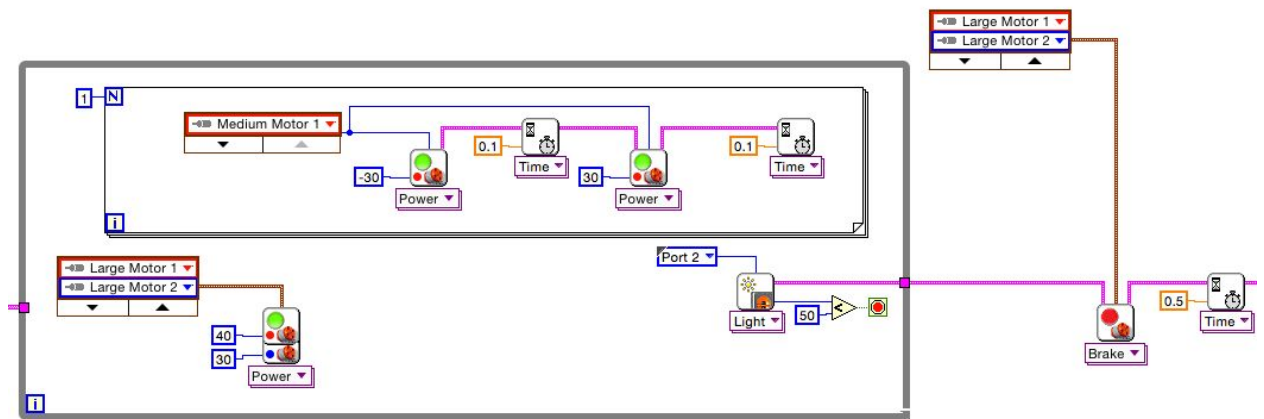 Large Motor 1
Large Motor 2
1
N
Medium Motor 1
-30
Power
0.1
Time
30
Power
0.1
Time
i
Large Motor 1
Large Motor 2
40
30
Power
Port 2
Light
50
<
Brake
0.5
Time
i